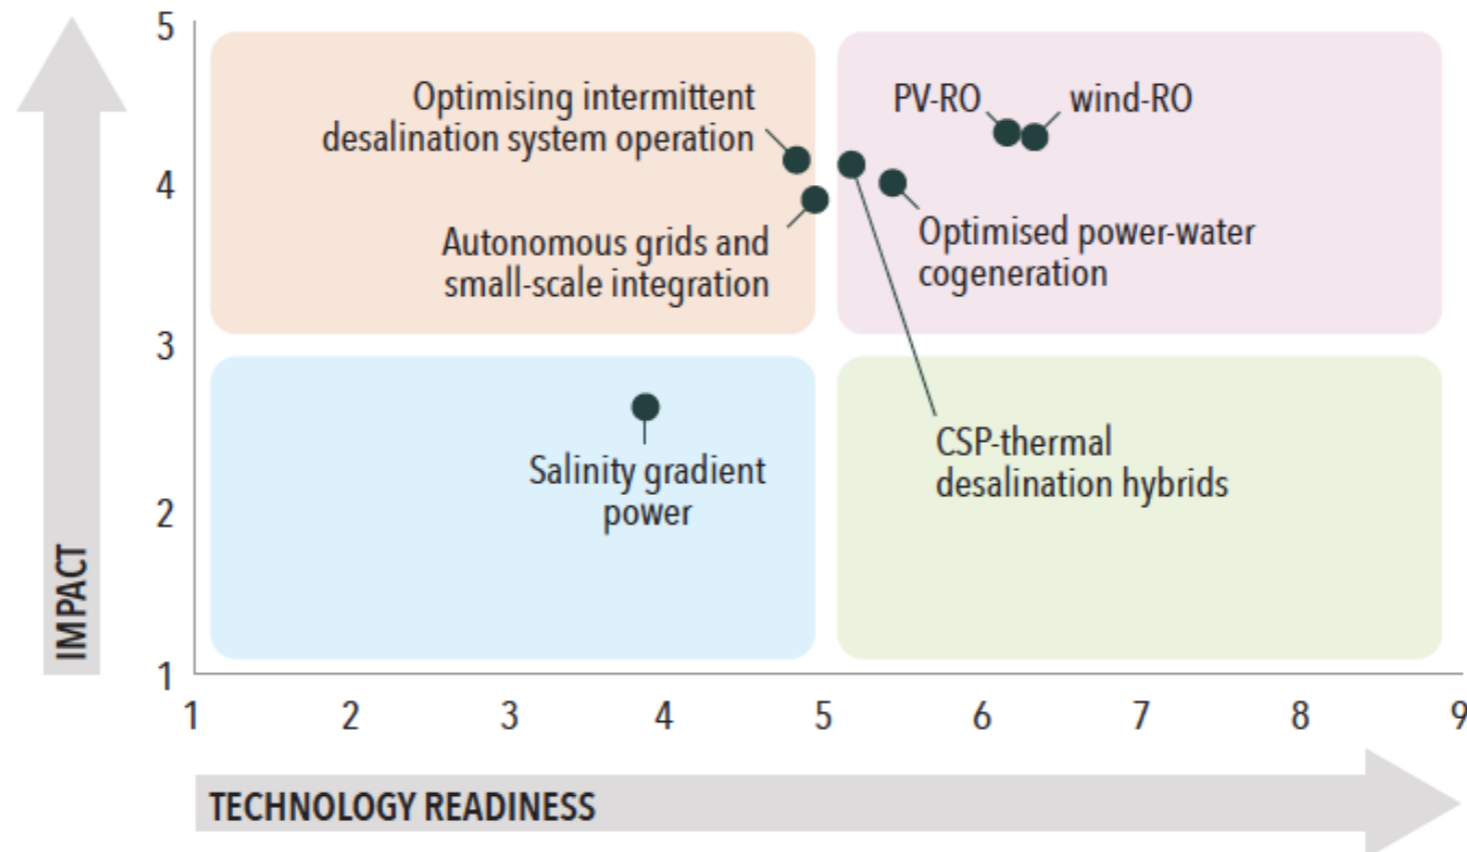 5
Optimising intermittent
desalination system operation
PV-RO
wind-RO
4
Autonomous grids and
small-scale integration
Optimised power-water
cogeneration
3
CSP-thermal
desalination hybrids
Salinity gradient
power
2
1
IMPACT
1 2 3 4 5 6 7 8 9
TECHNOLOGY READINESS